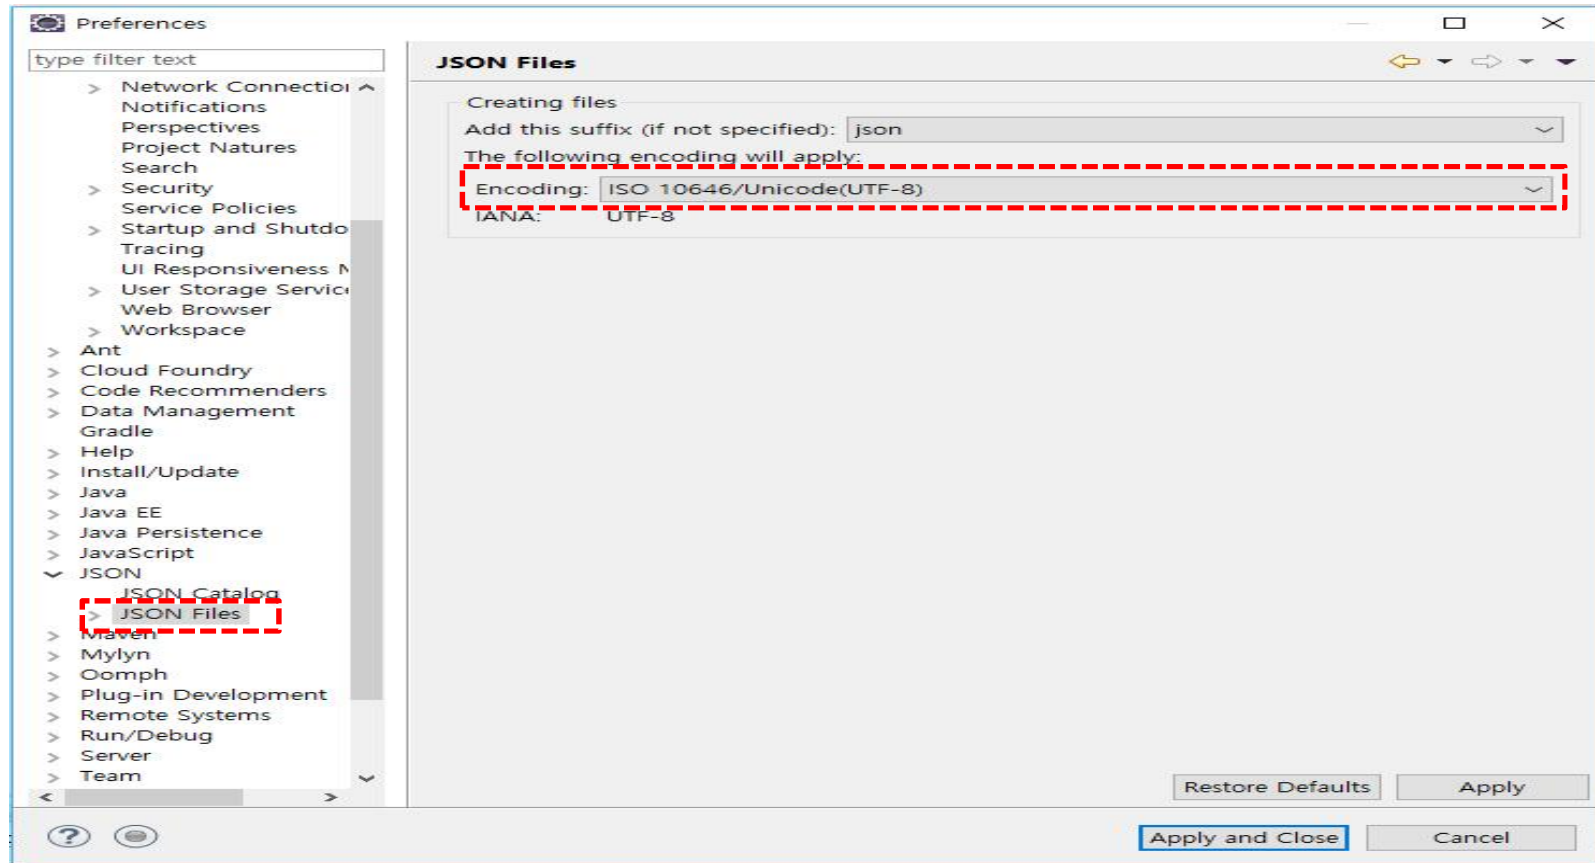 Preferences
type filter text
Network Connectio
Notifications
Perspectives
Project Natures
Search
Security
Service Policies
Startup and Shutdo
Tracing
UI Responsiveness
User Storage Servic
Web Browser
Workspace
Ant
Cloud Foundry
Code Recommenders
Data Management
Gradle
Help
Install/Update
Java
Java EE
Java Persistence
JavaScript
JSON
JSON Catalog
JSON Files
Maven
Mylyn
Oomph
Plug-in Development
Remote Systems
Run/Debug
Server
Team
JSON Files
Creating files
Add this suffix (if not specified): json
The following encoding will apply:
Encoding: ISO 10646/Unicode(UTF-8)
IANA: UTF-8
Restore Defaults Apply
Apply and Close Cancel